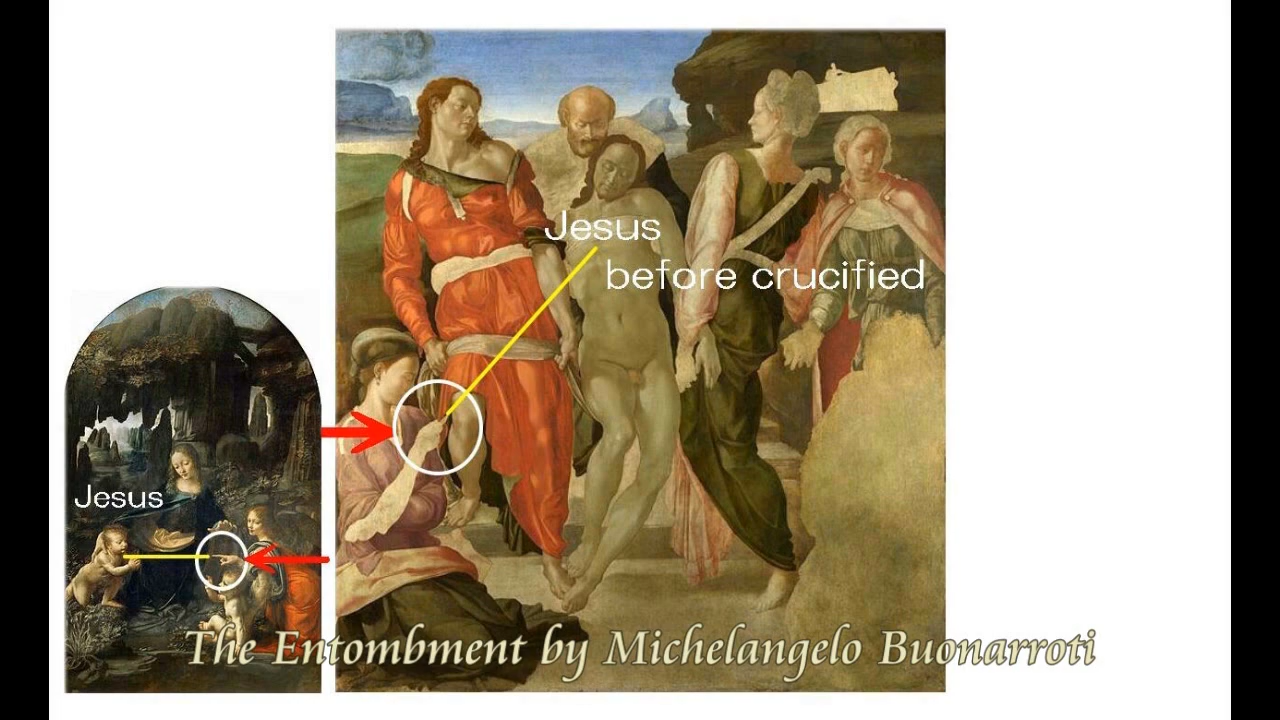 Jesus
before crucified
Jesus
The Entombment by Michelangelo Buonarroti